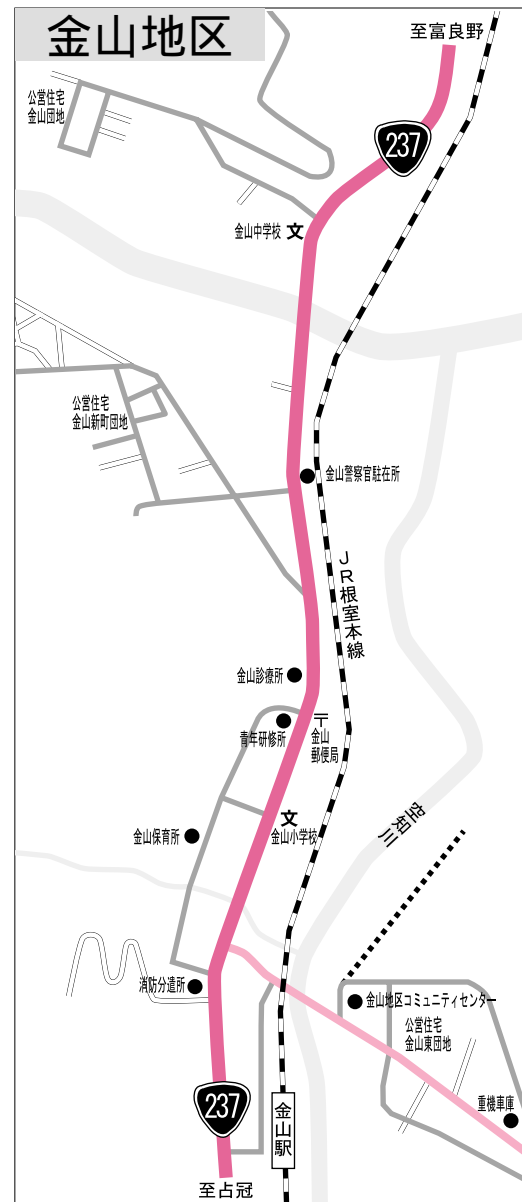 金山地区
至富良野
公営住宅
金山団地
237
金山中学校 文
公営住宅
金山新町団地
金山警察官駐在所
JR根室本線
金山診療所
青年研修所
〒
金山
郵便局
文
金山小学校
金山保育所
空知川
消防分遣所
金山地区コミュニティセンター
公営住宅
金山東団地
重機車庫
237
金山駅
至占冠